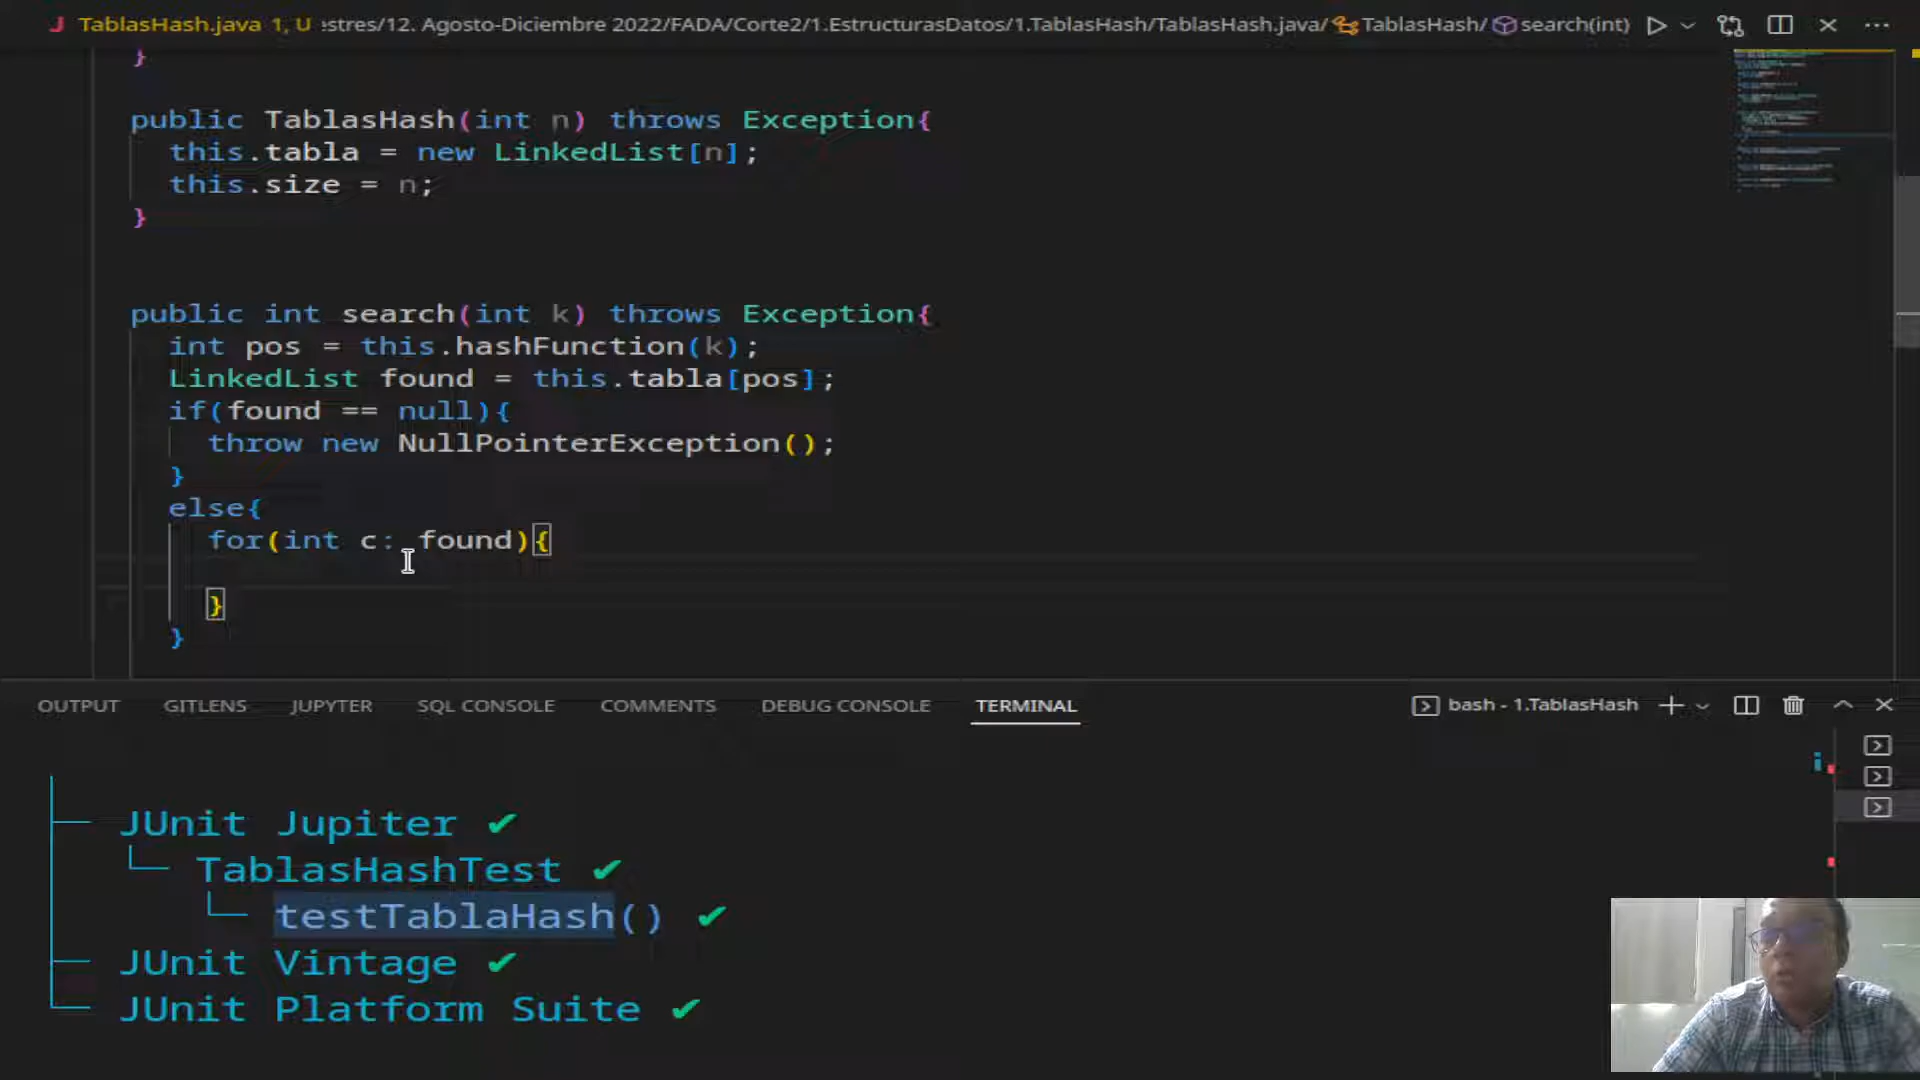 J TablasHash.java 1, U estres/12. Agosto-Diciembre 2022/FADA/Corte2/1.EstructurasDatos/1.TablasHash/TablasHash.java/ TablasHash/ search(int)
}
public TablasHash(int n) throws Exception{
this.tabla = new LinkedList[n];
this.size = n;
}
public int search(int k) throws Exception{
int pos = this.hashFunction(k);
LinkedList found = this.tabla[pos];
if(found == null){
throw new NullPointerException();
}
else{
for(int c: found){
}
}
OUTPUT GITLENS JUPYTER SQL CONSOLE COMMENTS DEBUG CONSOLE TERMINAL bash - 1.TablasHash
JUnit Jupiter ✔
TablasHashTest ✔
testTablaHash() ✔
JUnit Vintage ✔
JUnit Platform Suite ✔